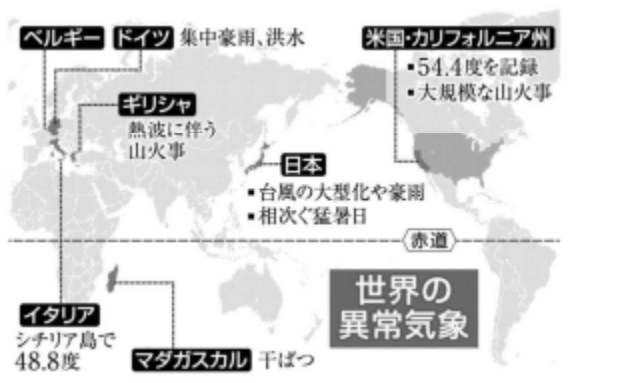 ベルギー ドイツ 集中豪雨、洪水
米国・カリフォルニア州
▪54.4度を記録
▪大規模な山火事
ギリシャ
熱波に伴う
山火事
日本
▪台風の大型化や豪雨
▪相次ぐ猛暑日
赤道
世界の
異常気象
イタリア
シチリア島で
48.8度
マダガスカル 干ばつ